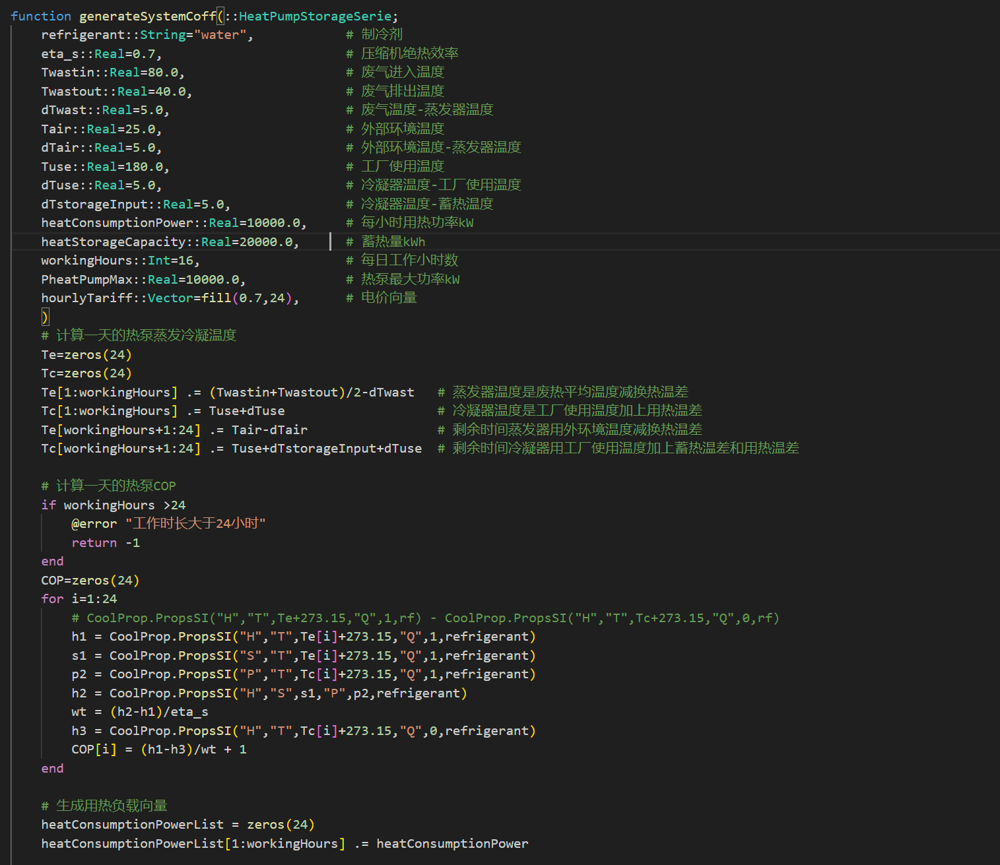 function generateSystemCoff(::HeatPumpStorageSerie;
    refrigerant::String="water",            # 制冷剂
    eta_s::Real=0.7,                        # 压缩机绝热效率
    Twastin::Real=80.0,                     # 废气进入温度
    Twastout::Real=40.0,                    # 废气排出温度
    dTwast::Real=5.0,                       # 废气温度-蒸发器温度
    Tair::Real=25.0,                        # 外部环境温度
    dTair::Real=5.0,                        # 外部环境温度-蒸发器温度
    Tuse::Real=180.0,                       # 工厂使用温度
    dTuse::Real=5.0,                        # 冷凝器温度-工厂使用温度
    dTstorageInput::Real=5.0,               # 冷凝器温度-蓄热温度
    heatConsumptionPower::Real=10000.0,     # 每小时用热功率kW
    heatStorageCapacity::Real=20000.0,      # 蓄热量kWh
    workingHours::Int=16,                   # 每日工作小时数
    PheatPumpMax::Real=10000.0,             # 热泵最大功率kW
    hourlyTariff::Vector=fill(0.7,24),      # 电价向量
    )
    # 计算一天的热泵蒸发冷凝温度
    Te=zeros(24)
    Tc=zeros(24)
    Te[1:workingHours] .= (Twastin+Twastout)/2-dTwast   # 蒸发器温度是废热平均温度减换热温差
    Tc[1:workingHours] .= Tuse+dTuse                    # 冷凝器温度是工厂使用温度加上用热温差
    Te[workingHours+1:24] .= Tair-dTair                 # 剩余时间蒸发器用外环境温度减换热温差
    Tc[workingHours+1:24] .= Tuse+dTstorageInput+dTuse  # 剩余时间冷凝器用工厂使用温度加上蓄热温差和用热温差
    # 计算一天的热泵COP
    if workingHours >24
        @error "工作时长大于24小时"
        return -1
    end
    COP=zeros(24)
    for i=1:24
        # CoolProp.PropsSI("H","T",Te+273.15,"Q",1,rf) - CoolProp.PropsSI("H","T",Tc+273.15,"Q",0,rf)
        h1 = CoolProp.PropsSI("H","T",Te[i]+273.15,"Q",1,refrigerant)
        s1 = CoolProp.PropsSI("S","T",Te[i]+273.15,"Q",1,refrigerant)
        p2 = CoolProp.PropsSI("P","T",Tc[i]+273.15,"Q",1,refrigerant)
        h2 = CoolProp.PropsSI("H","S",s1,"P",p2,refrigerant)
        wt = (h2-h1)/eta_s
        h3 = CoolProp.PropsSI("H","T",Tc[i]+273.15,"Q",0,refrigerant)
        COP[i] = (h1-h3)/wt + 1
    end
    # 生成用热负载向量
    heatConsumptionPowerList = zeros(24)
    heatConsumptionPowerList[1:workingHours] .= heatConsumptionPower